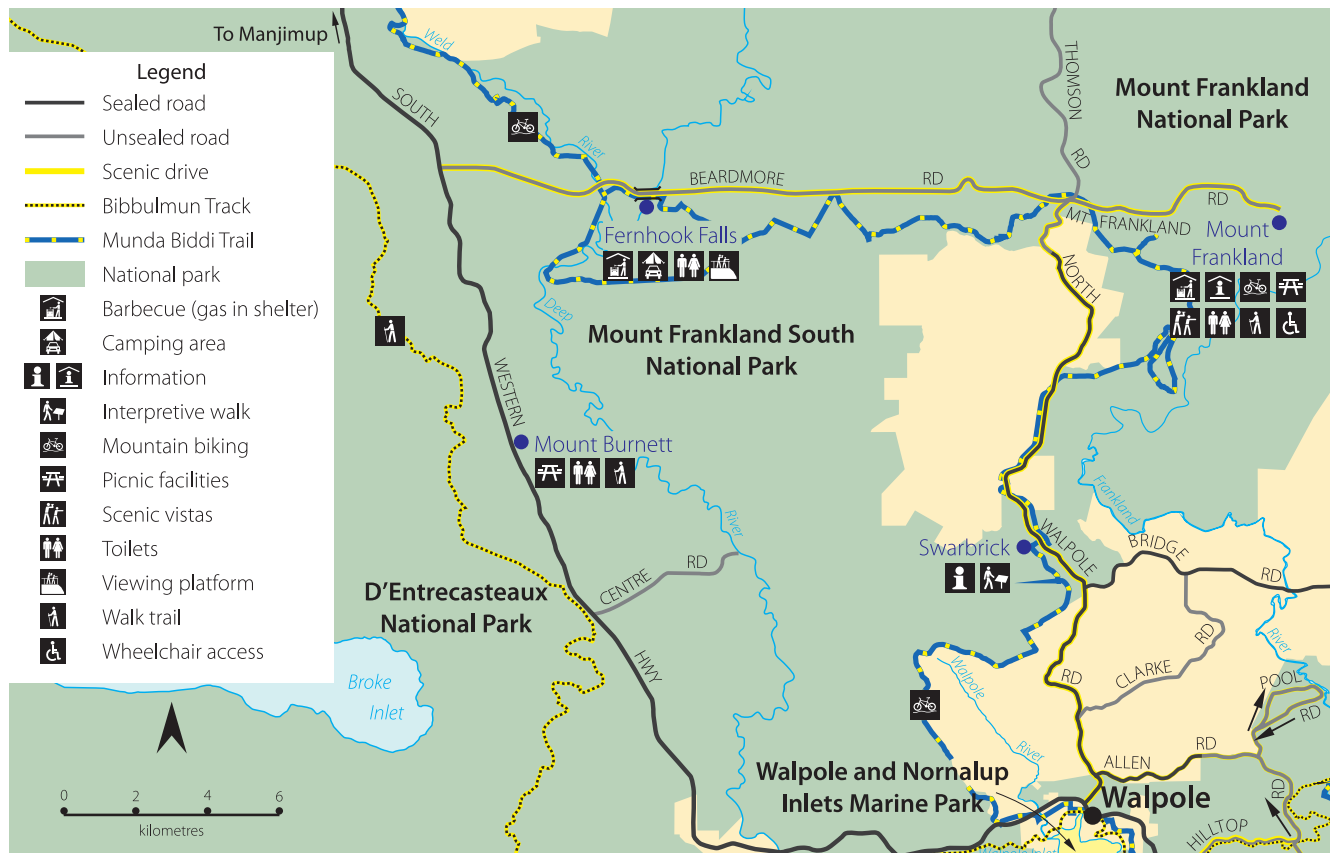 To Manjimup
Legend
Sealed road
Unsealed road
Scenic drive
Bibbulmun Track
Munda Biddi Trail
National park
Barbecue (gas in shelter)
Camping area
Information
Interpretive walk
Mountain biking
Picnic facilities
Scenic vistas
Toilets
Viewing platform
Walk trail
Wheelchair access
Weld
River
SOUTH
WESTERN
HWY
THOMSON
RD
Mount Frankland
National Park
BEARDMORE
RD
MT FRANKLAND
RD
Mount
Frankland
Fernhook Falls
NORTH
Deep
River
Mount Frankland South
National Park
Mount Burnett
Frankland
River
Swarbrick
WALPOLE
RD
BRIDGE
RD
CENTRE
RD
D'Entrecasteaux
National Park
Broke
Inlet
CLARKE
RD
Walpole
River
POOL
RD
ALLEN
RD
Walpole and Nornalup
Inlets Marine Park
Walpole
Walpole Inlet
HILLTOP
RD
0 2 4 6
kilometres